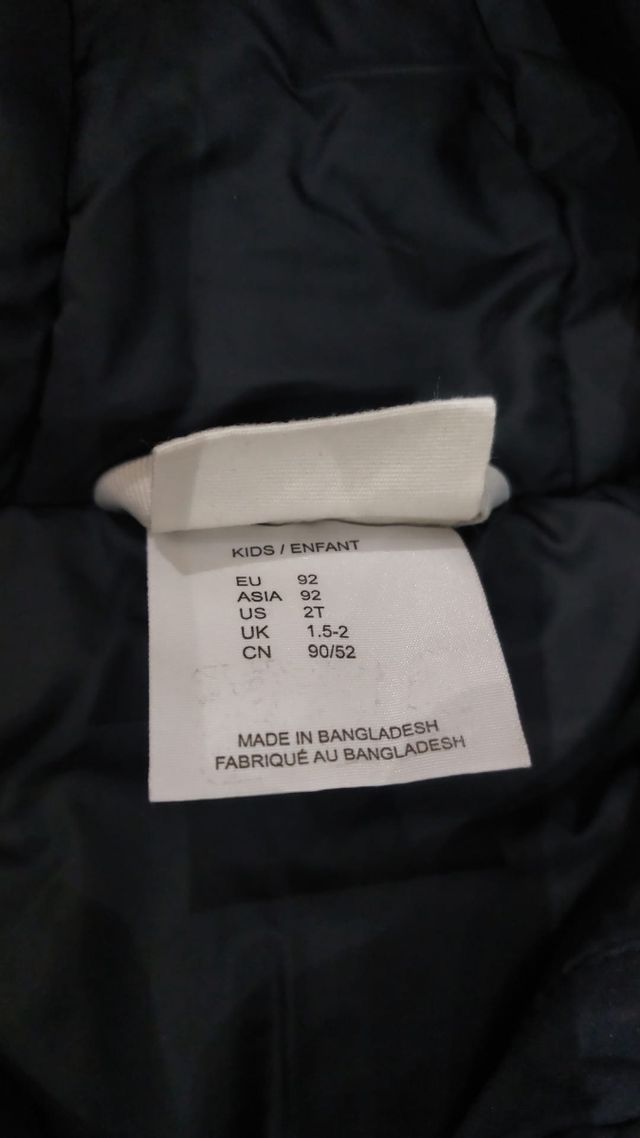 KIDS / ENFANT
EU 92
ASIA 92
US 2T
UK 1.5-2
CN 90/52
MADE IN BANGLADESH
FABRIQUÉ AU BANGLADESH